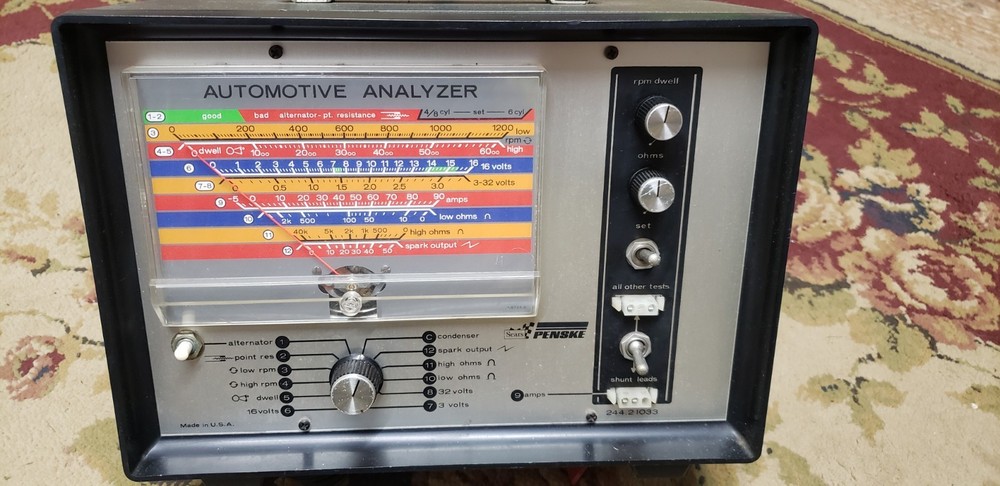 AUTOMOTIVE ANALYZER
1-2 good bad alternator-pt. resistance 4/8 cyl set 6 cyl
3 0 200 400 600 800 1000 1200 low
rpm
4-5 0 dwell 10oo 20oo 30oo 40oo 50oo 60oo high
6 0 1 2 3 4 5 6 7 8 9 10 11 12 13 14 15 16 16 volts
7-8 0 0.5 1.0 1.5 2.0 2.5 3.0 3-32 volts
9 -5 0 10 20 30 40 50 60 70 80 90 amps
10 2k 500 100 50 10 0 low ohms
11 40k 5k 2k 1k 500 0 high ohms
12 0 10 20 30 40 50 spark output
rpm dwell
ohms
set
all other tests
shunt leads
9 amps
244.21033
Sears PENSKE
alternator 1
point res 2
low rpm 3
high rpm 4
dwell 5
16 volts 6
C condenser
12 spark output
11 high ohms
10 low ohms
8 32 volts
7 3 volts
Made in U.S.A.